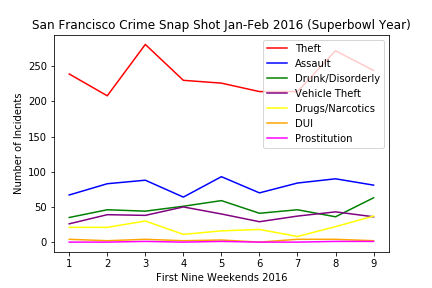 San Francisco Crime Snap Shot Jan-Feb 2016 (Superbowl Year)
Number of Incidents
250
200
150
100
50
0
Theft
Assault
Drunk/Disorderly
Vehicle Theft
Drugs/Narcotics
DUI
Prostitution
1 2 3 4 5 6 7 8 9
First Nine Weekends 2016